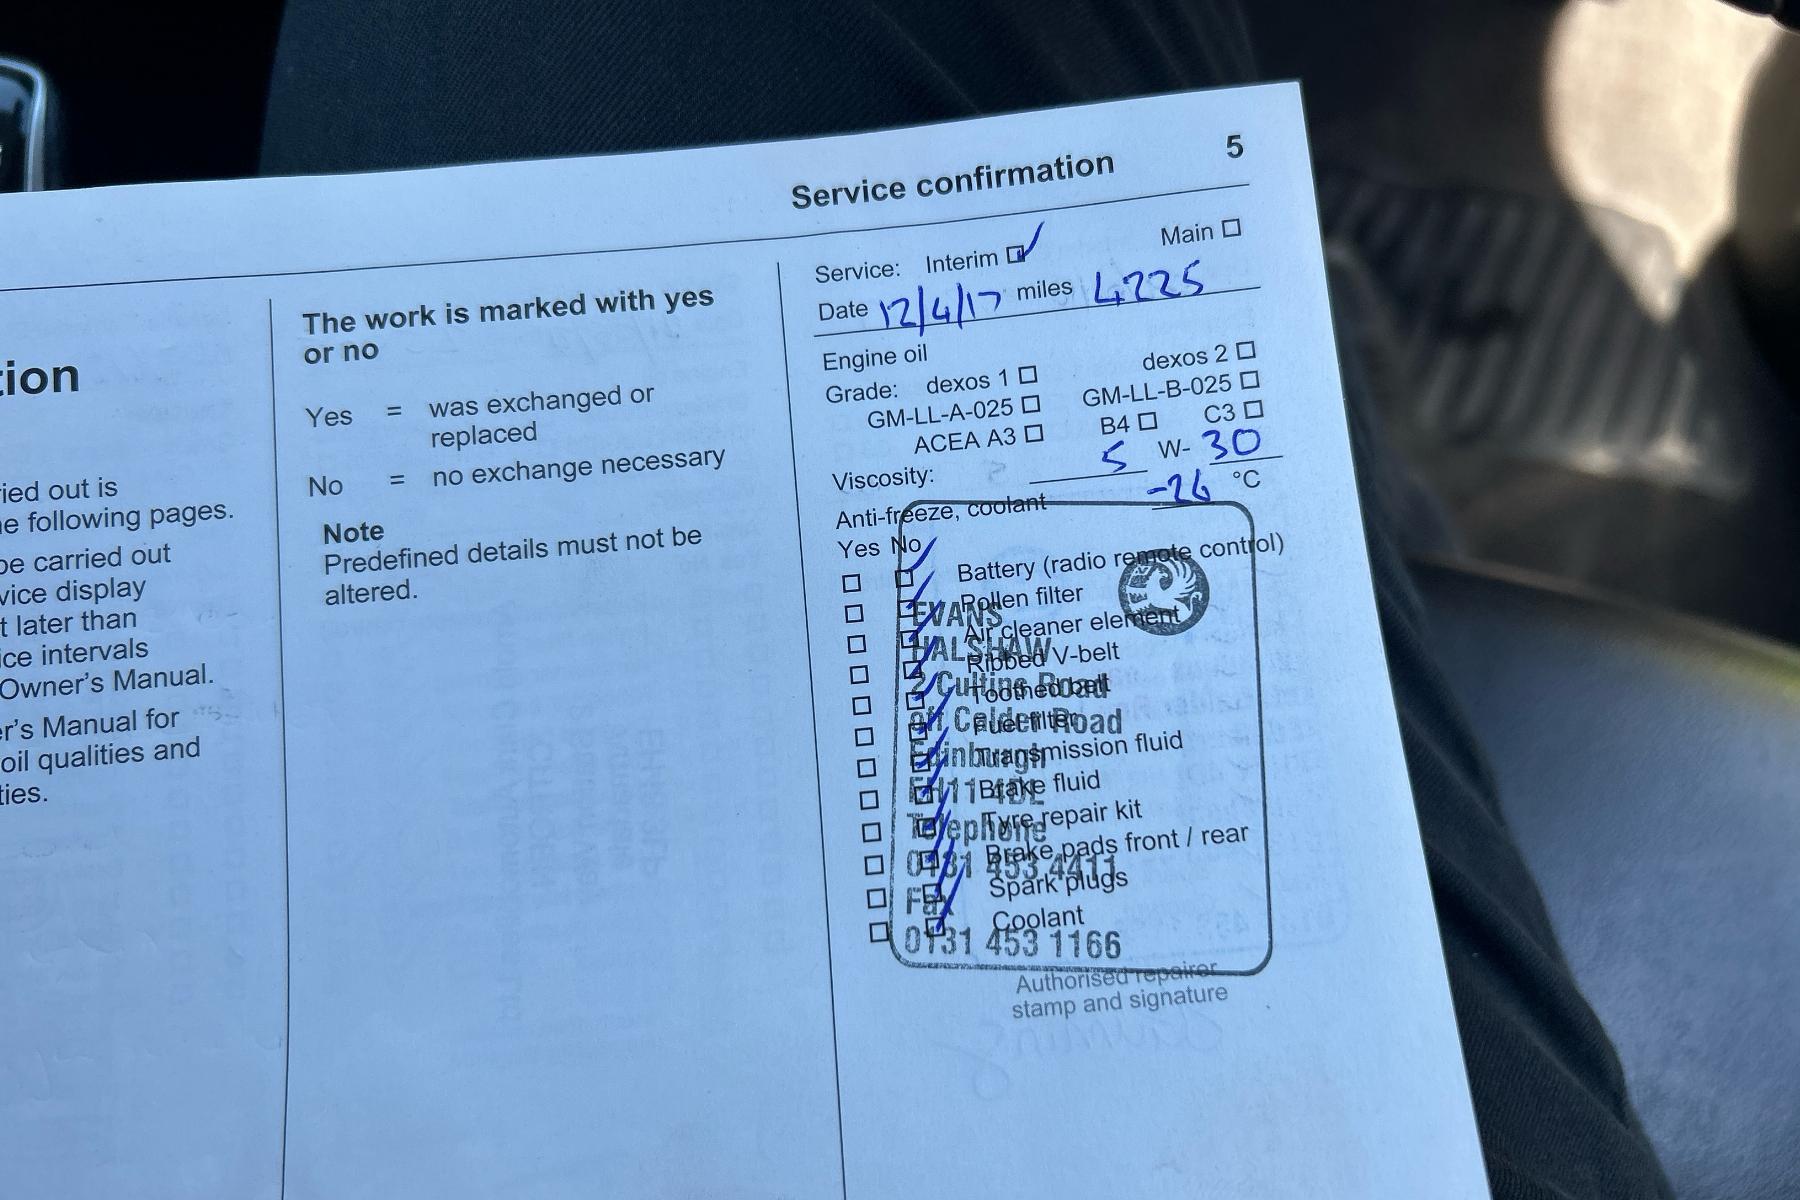 Service confirmation 5
tion
ried out is
e following pages.
be carried out
vice display
t later than
ice intervals
Owner's Manual.
er's Manual for
oil qualities and
ties.
The work is marked with yes
or no
Yes = was exchanged or
replaced
No = no exchange necessary
Note
Predefined details must not be
altered.
Service: Interim Main
Date 12/4/17 miles 4225
Engine oil
Grade: dexos 1 dexos 2
GM-LL-A-025 GM-LL-B-025
ACEA A3 B4 C3
Viscosity: 5 W- 30
Anti-freeze, coolant -26 °C
Yes No
Battery (radio remote control)
Pollen filter
Air cleaner element
Ribbed V-belt
Toothed belt
Fuel filter
Transmission fluid
Brake fluid
Tyre repair kit
Brake pads front / rear
Spark plugs
Coolant
EVANS
HALSHAW
2 Cultins Road
off Calder Road
Edinburgh
EH11 4DL
Telephone
0131 453 4411
Fax
0131 453 1166
Authorised repairer
stamp and signature